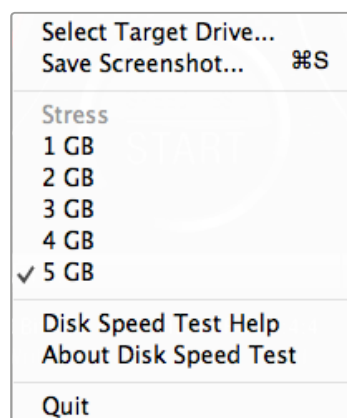 Select Target Drive...
Save Screenshot... ⌘S
Stress
1 GB
START
2 GB
3 GB
4 GB
✓ 5 GB
Disk Speed Test Help
About Disk Speed Test
Quit